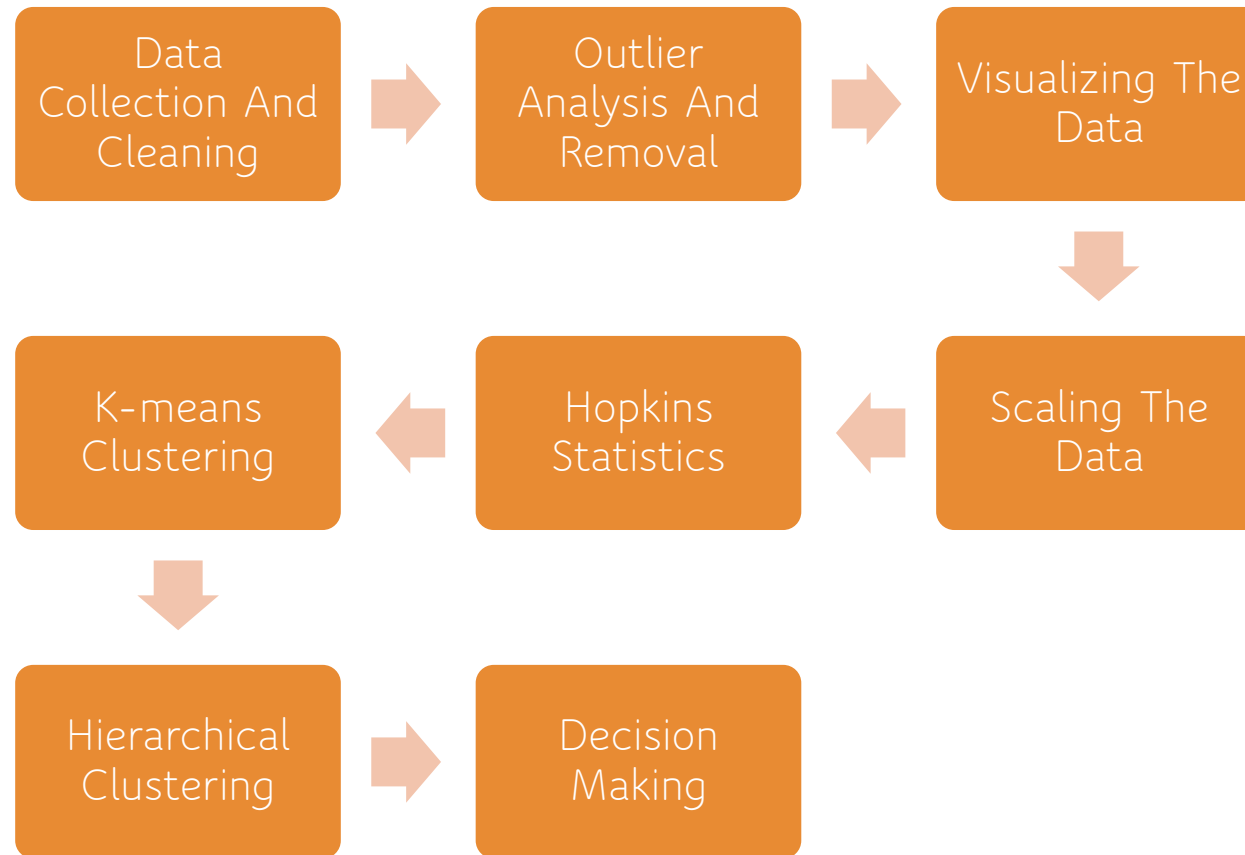 Data
Collection And
Cleaning
Outlier
Analysis And
Removal
Visualizing The
Data
Scaling The
Data
Hopkins
Statistics
K-means
Clustering
Hierarchical
Clustering
Decision
Making